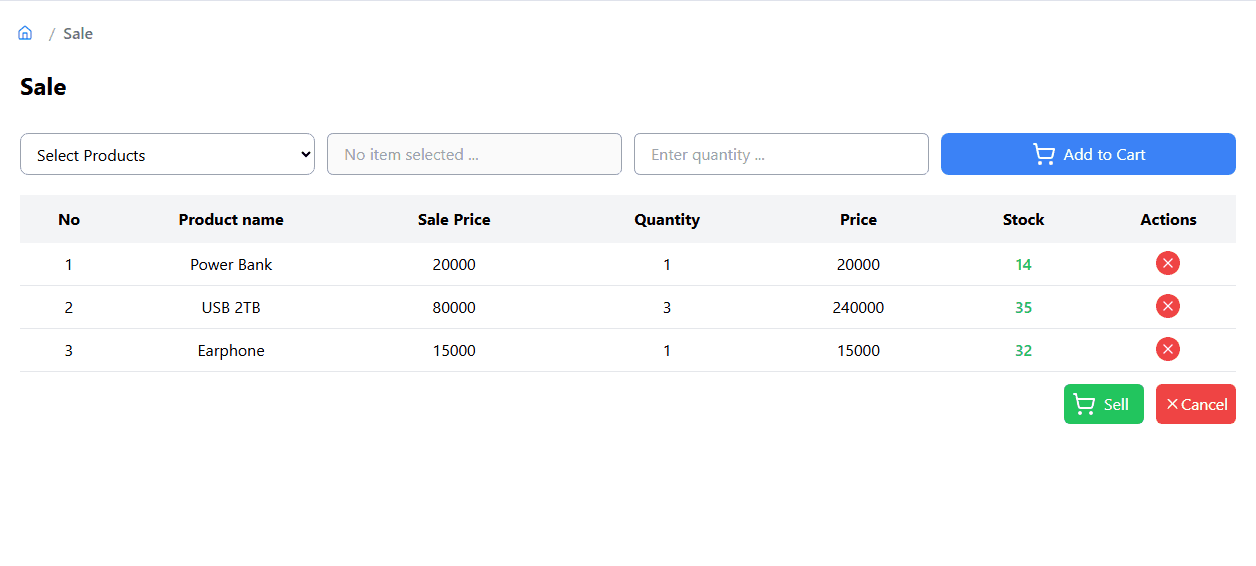 / Sale
Sale
Select Products No item selected ... Enter quantity ... Add to Cart
No Product name Sale Price Quantity Price Stock Actions
1 Power Bank 20000 1 20000 14
2 USB 2TB 80000 3 240000 35
3 Earphone 15000 1 15000 32
Sell Cancel